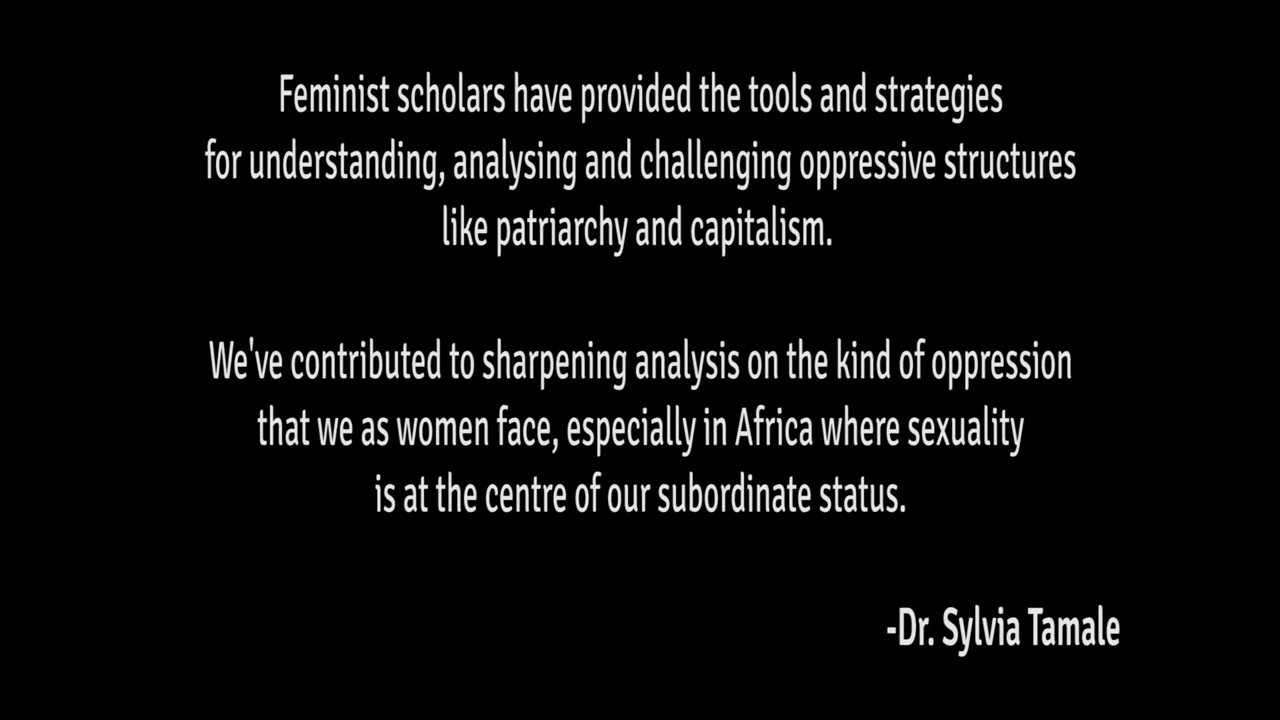 Feminist scholars have provided the tools and strategies
for understanding, analysing and challenging oppressive structures
like patriarchy and capitalism.
We've contributed to sharpening analysis on the kind of oppression
that we as women face, especially in Africa where sexuality
is at the centre of our subordinate status.
-Dr. Sylvia Tamale